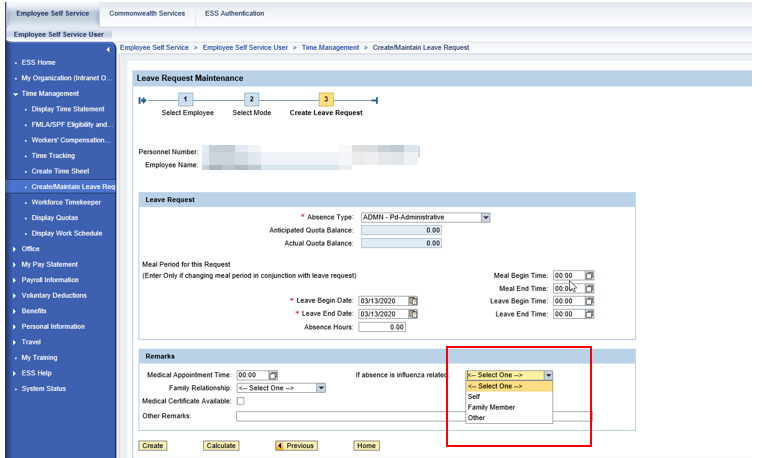 Employee Self Service Commonwealth Services ESS Authentication
Employee Self Service User
Employee Self Service > Employee Self Service User > Time Management > Create/Maintain Leave Request
ESS Home
My Organization (Intranet O...
Time Management
Display Time Statement
FMLA/SPF Eligibility and...
Workers' Compensation...
Time Tracking
Create Time Sheet
Create/Maintain Leave Req
Workforce Timekeeper
Display Quotas
Display Work Schedule
Office
My Pay Statement
Payroll Information
Voluntary Deductions
Benefits
Personal Information
Travel
My Training
ESS Help
System Status
Leave Request Maintenance
1 2 3
Select Employee Select Mode Create Leave Request
Personnel Number:
Employee Name:
Leave Request
* Absence Type: ADMN - Pd-Administrative
Anticipated Quota Balance: 0.00
Actual Quota Balance: 0.00
Meal Period for this Request
(Enter Only if changing meal period in conjunction with leave request) Meal Begin Time: 00:00
Meal End Time: 00:00
* Leave Begin Date: 03/13/2020 Leave Begin Time: 00:00
* Leave End Date: 03/13/2020 Leave End Time: 00:00
Absence Hours: 0.00
Remarks
Medical Appointment Time: 00:00 If absence is influenza related: <-- Select One -->
Family Relationship: <-- Select One --> <-- Select One -->
Self
Medical Certificate Available: Family Member
Other Remarks: Other
Create Calculate Previous Home